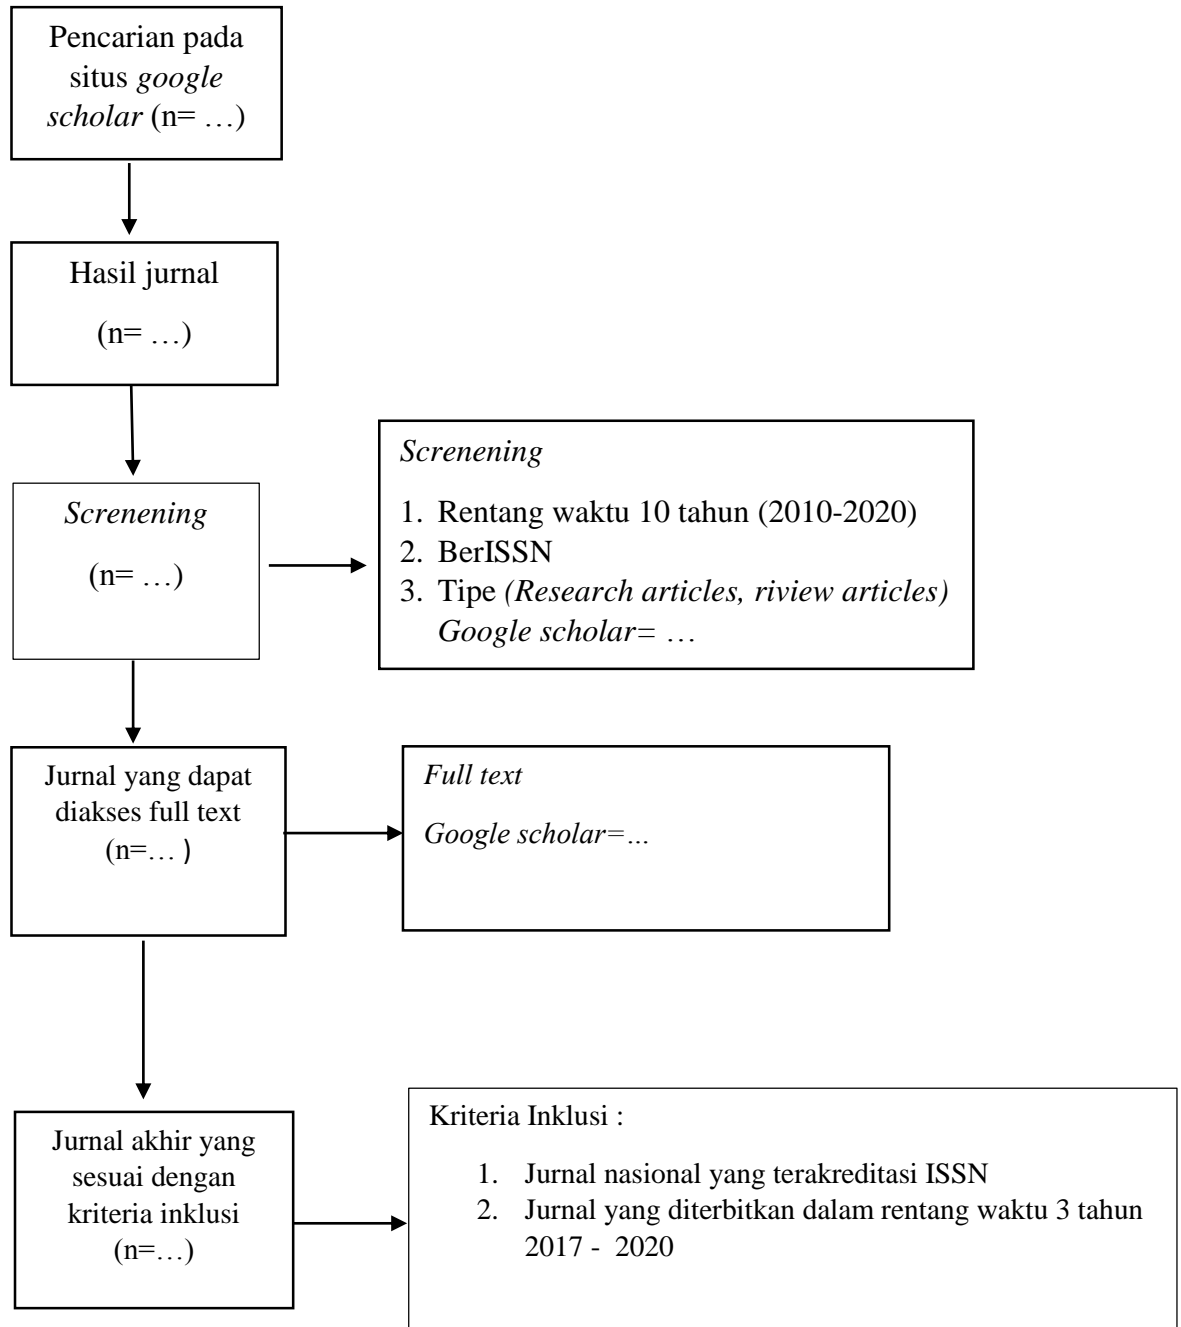 Pencarian pada
situs google
scholar (n= …)
Hasil jurnal
(n= …)
Screnening
(n= …)
Screnening
1. Rentang waktu 10 tahun (2010-2020)
2. BerISSN
3. Tipe (Research articles, riview articles)
Google scholar= …
Jurnal yang dapat
diakses full text
(n=… )
Full text
Google scholar=…
Jurnal akhir yang
sesuai dengan
kriteria inklusi
(n=…)
Kriteria Inklusi :
1. Jurnal nasional yang terakreditasi ISSN
2. Jurnal yang diterbitkan dalam rentang waktu 3 tahun
2017 - 2020